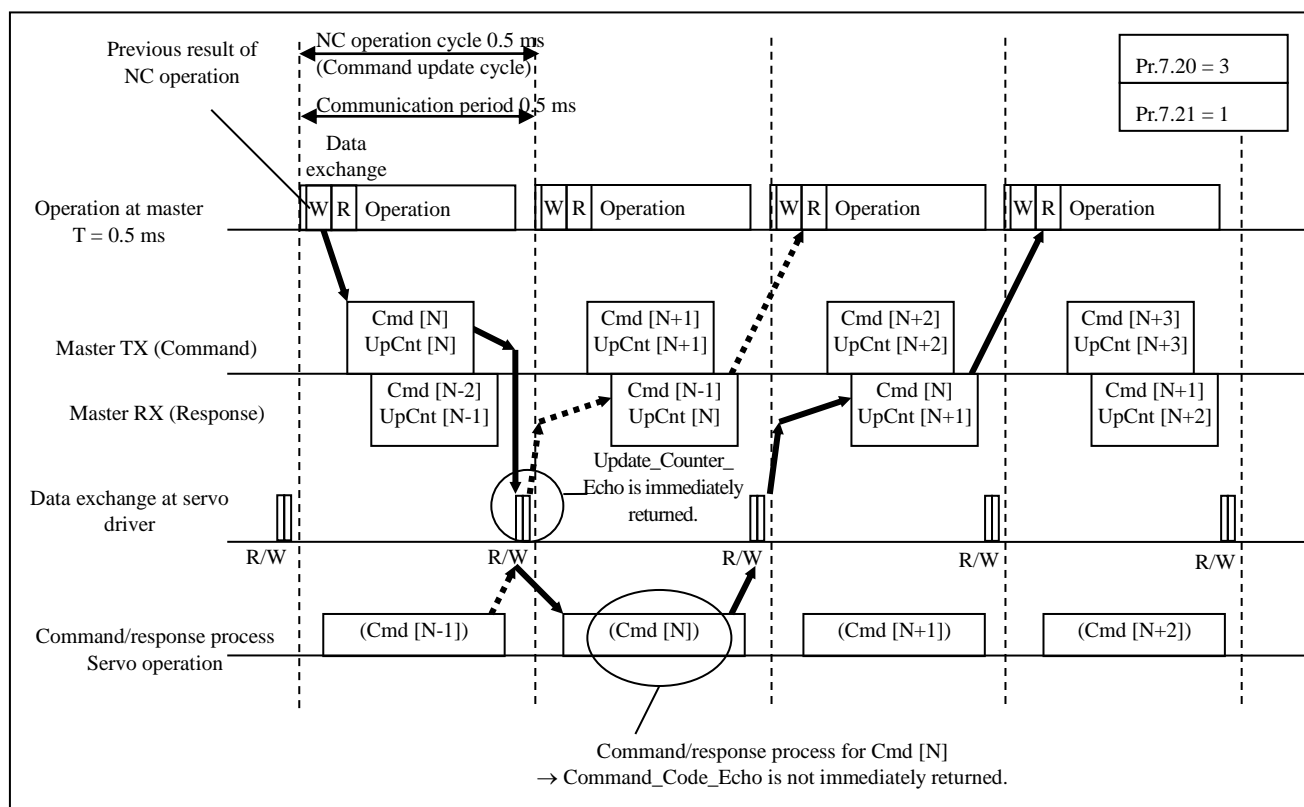 Previous result of
NC operation
NC operation cycle 0.5 ms
(Command update cycle)
Communication period 0.5 ms
Pr.7.20 = 3
Pr.7.21 = 1
Data
exchange
Operation at master
T = 0.5 ms
W R Operation
W R Operation
W R Operation
W R Operation
Master TX (Command)
Cmd [N]
UpCnt [N]
Cmd [N+1]
UpCnt [N+1]
Cmd [N+2]
UpCnt [N+2]
Cmd [N+3]
UpCnt [N+3]
Master RX (Response)
Cmd [N-2]
UpCnt [N-1]
Cmd [N-1]
UpCnt [N]
Cmd [N]
UpCnt [N+1]
Cmd [N+1]
UpCnt [N+2]
Update_Counter_
Echo is immediately
returned.
Data exchange at servo
driver
R/W
R/W
R/W
R/W
R/W
Command/response process
Servo operation
(Cmd [N-1])
(Cmd [N])
(Cmd [N+1])
(Cmd [N+2])
Command/response process for Cmd [N]
→ Command_Code_Echo is not immediately returned.